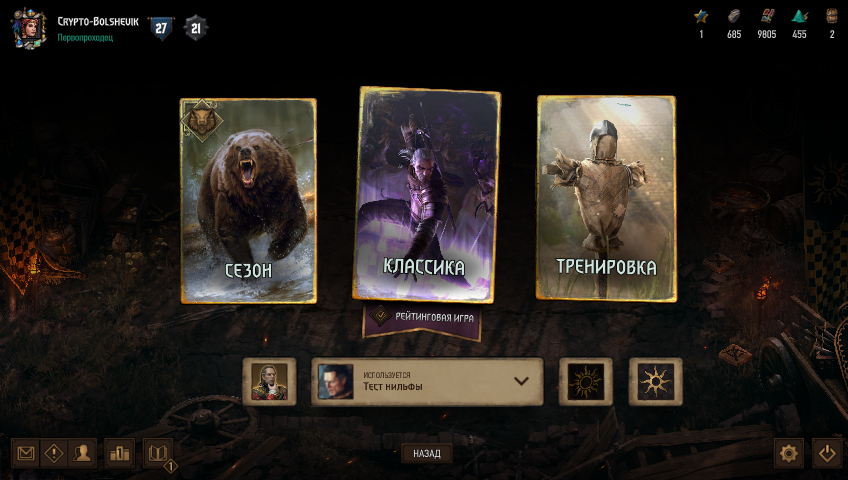 Crypto-Bolshevik
Первопроходец
27
21
1
685
9805
455
2
СЕЗОН
КЛАССИКА
ТРЕНИРОВКА
РЕЙТИНГОВАЯ ИГРА
ИСПОЛЬЗУЕТСЯ
Тест нильфы
1
НАЗАД